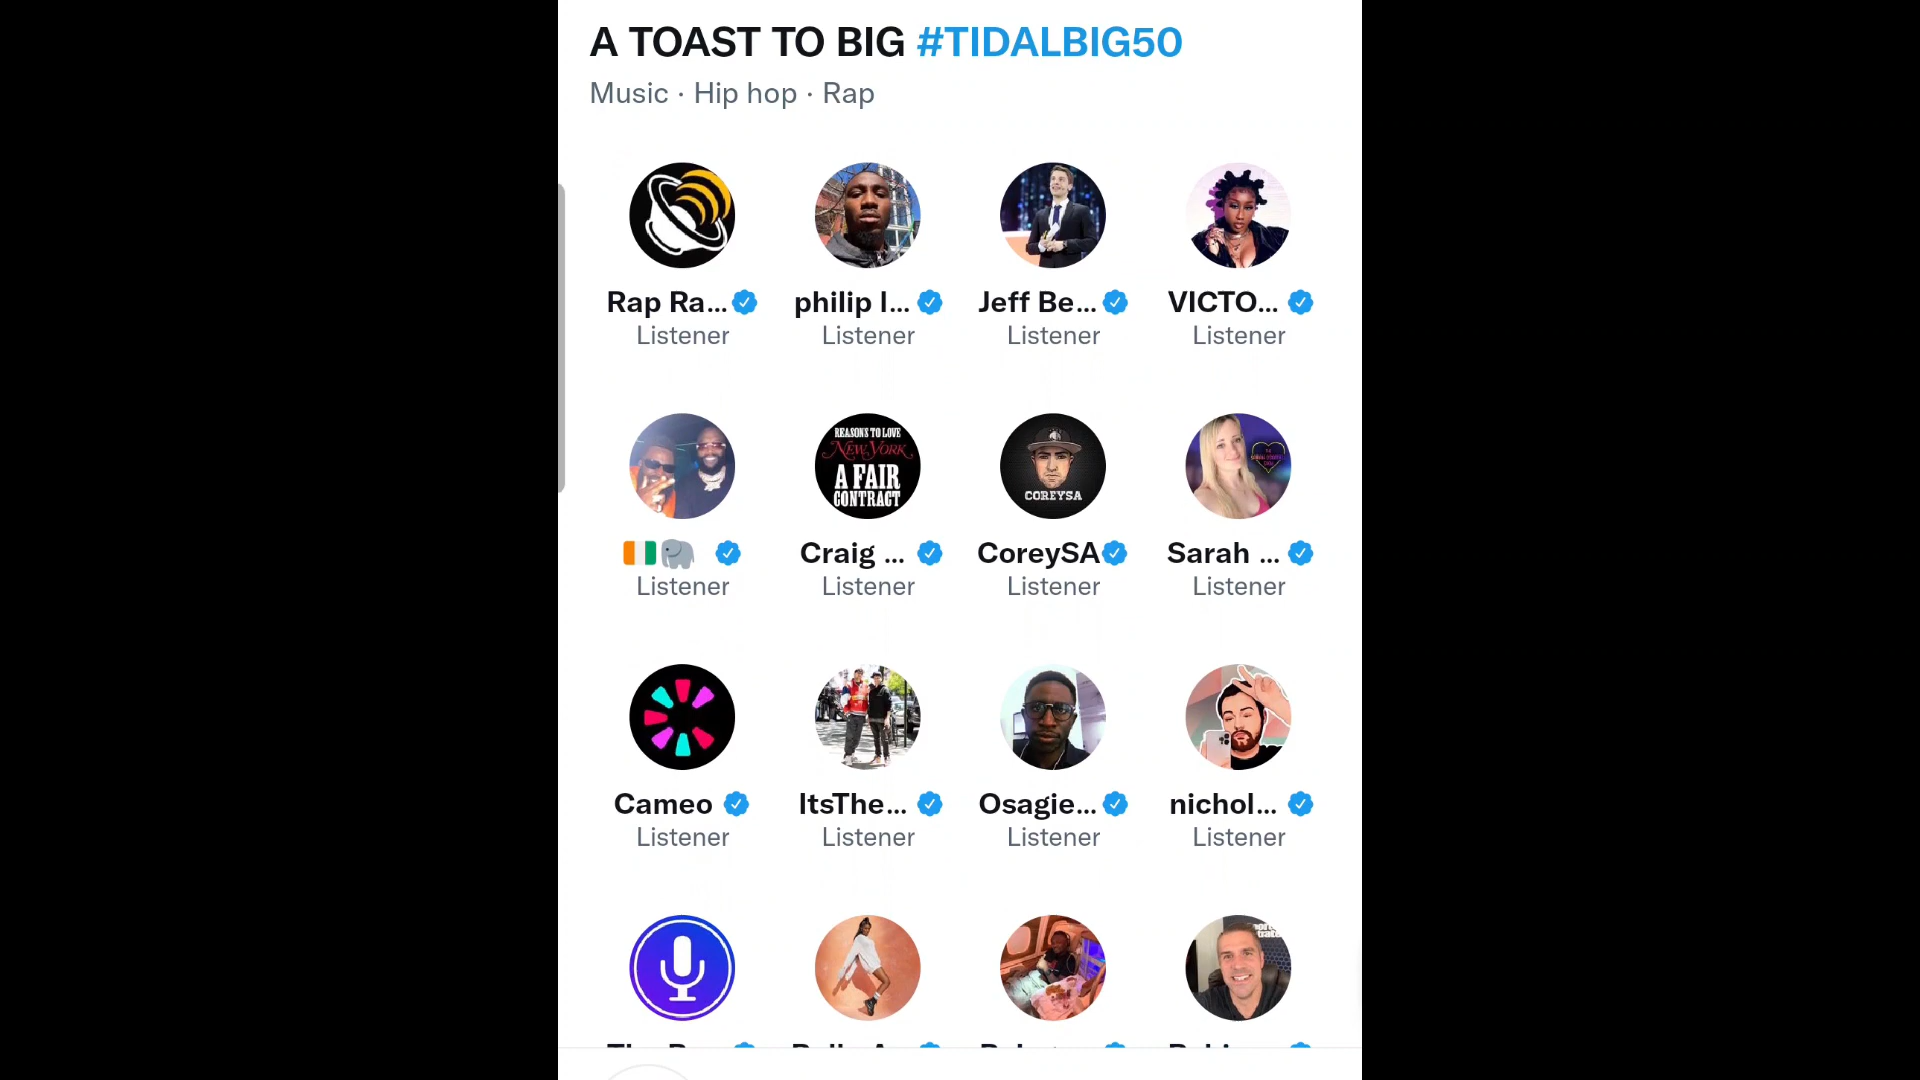 A TOAST TO BIG #TIDALBIG50
Music · Hip hop · Rap
Rap Ra... philip l... Jeff Be... VICTO...
Listener Listener Listener Listener
REASONS TO LOVE
NEW YORK
A FAIR
CONTRACT
COREYSA
🇨🇮🐘 Craig ... CoreySA Sarah ...
Listener Listener Listener Listener
Cameo ItsThe... Osagie... nichol...
Listener Listener Listener Listener